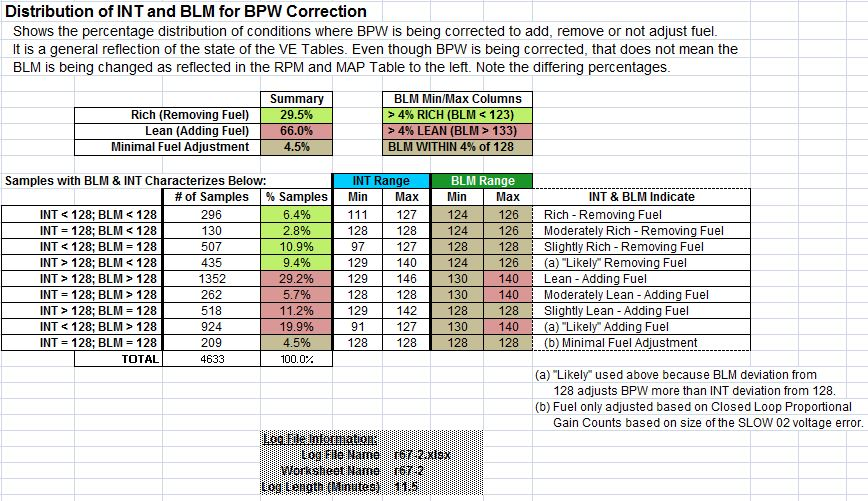 Distribution of INT and BLM for BPW Correction
Shows the percentage distribution of conditions where BPW is being corrected to add, remove or not adjust fuel.
It is a general reflection of the state of the VE Tables. Even though BPW is being corrected, that does not mean the
BLM is being changed as reflected in the RPM and MAP Table to the left. Note the differing percentages.
Summary BLM Min/Max Columns
Rich (Removing Fuel) 29.5% > 4% RICH (BLM < 123)
Lean (Adding Fuel) 66.0% > 4% LEAN (BLM > 133)
Minimal Fuel Adjustment 4.5% BLM WITHIN 4% of 128
Samples with BLM & INT Characterizes Below: INT Range BLM Range
# of Samples % Samples Min Max Min Max INT & BLM Indicate
INT < 128; BLM < 128 296 6.4% 111 127 124 126 Rich - Removing Fuel
INT = 128; BLM < 128 130 2.8% 128 128 124 126 Moderately Rich - Removing Fuel
INT < 128; BLM = 128 507 10.9% 97 127 128 128 Slightly Rich - Removing Fuel
INT > 128; BLM < 128 435 9.4% 129 140 124 126 (a) "Likely" Removing Fuel
INT > 128; BLM > 128 1352 29.2% 129 146 130 140 Lean - Adding Fuel
INT = 128; BLM > 128 262 5.7% 128 128 130 140 Moderately Lean - Adding Fuel
INT > 128; BLM = 128 518 11.2% 129 142 128 128 Slightly Lean - Adding Fuel
INT < 128; BLM > 128 924 19.9% 91 127 130 140 (a) "Likely" Adding Fuel
INT = 128; BLM = 128 209 4.5% 128 128 128 128 (b) Minimal Fuel Adjustment
TOTAL 4633 100.0%
(a) "Likely" used above because BLM deviation from
128 adjusts BPW more than INT deviation from 128.
(b) Fuel only adjusted based on Closed Loop Proportional
Gain Counts based on size of the SLOW 02 voltage error.
Log File Information:
Log File Name r67-2.xlsx
Worksheet Name r67-2
Log Length (Minutes) 11.5